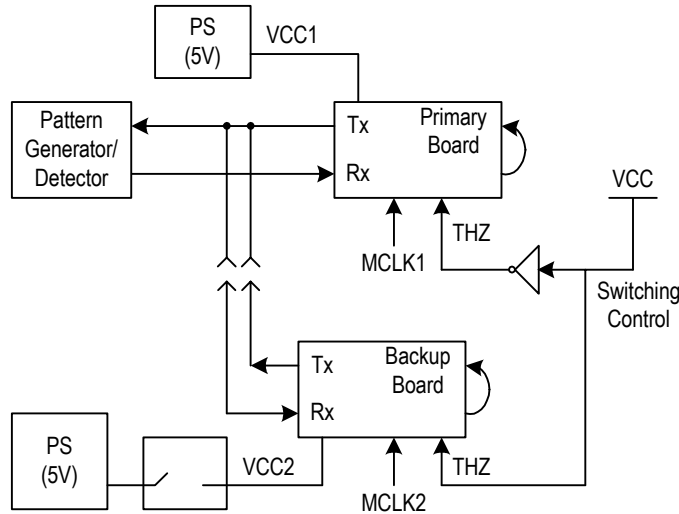 PS
(5V)
VCC1
Pattern
Generator/
Detector
Tx
Primary
Board
Rx
MCLK1
THZ
VCC
Switching
Control
Tx
Backup
Board
Rx
PS
(5V)
VCC2
MCLK2
THZ